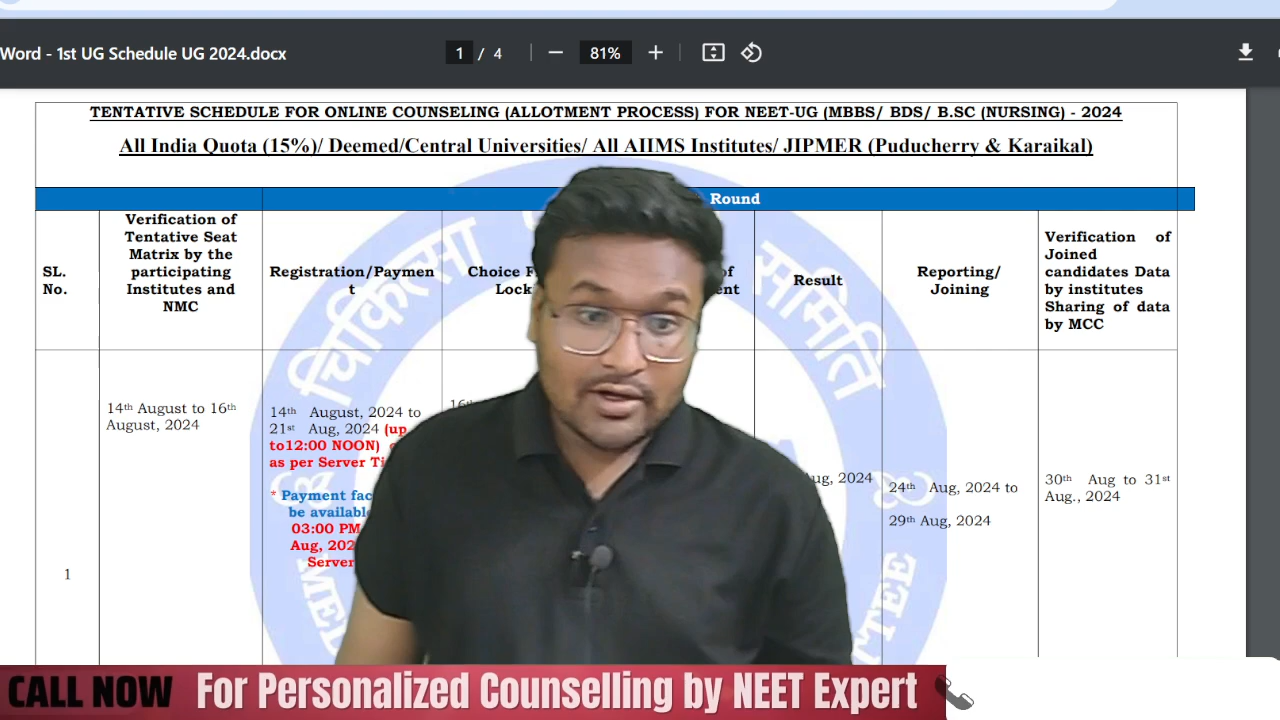 Word - 1st UG Schedule UG 2024.docx
1 / 4
81%
TENTATIVE SCHEDULE FOR ONLINE COUNSELING (ALLOTMENT PROCESS) FOR NEET-UG (MBBS/ BDS/ B.SC (NURSING) - 2024
All India Quota (15%)/ Deemed/Central Universities/ All AIIMS Institutes/ JIPMER (Puducherry & Karaikal)
Round
SL.
No.
Verification of
Tentative Seat
Matrix by the
participating
Institutes and
NMC
Registration/Paymen
t
Choice
Lock
of
Result
Reporting/
Joining
Verification of
Joined
candidates Data
by institutes
Sharing of data
by MCC
1
14th August to 16th
August, 2024
14th August, 2024 to
21st Aug, 2024 (up
to12:00 NOON)
as per Server
* Payment
be
03:00 PM
Aug,
Server
Aug, 2024
24th Aug, 2024 to
29th Aug, 2024
30th Aug to 31st
Aug., 2024
चिकित्सा
समिति
CALL NOW For Personalized Counselling by NEET Expert